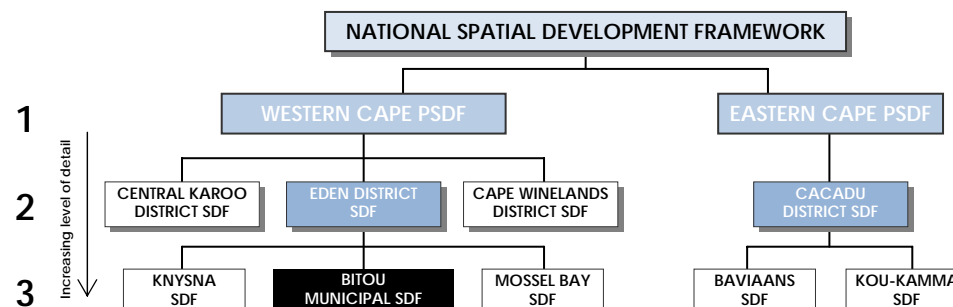 NATIONAL SPATIAL DEVELOPMENT FRAMEWORK
1
WESTERN CAPE PSDF
EASTERN CAPE PSDF
Increasing level of detail
2
CENTRAL KAROO
DISTRICT SDF
EDEN DISTRICT
SDF
CAPE WINELANDS
DISTRICT SDF
CACADU
DISTRICT SDF
3
KNYSNA
SDF
BITOU
MUNICIPAL SDF
MOSSEL BAY
SDF
BAVIAANS
SDF
KOU-KAMMA
SDF